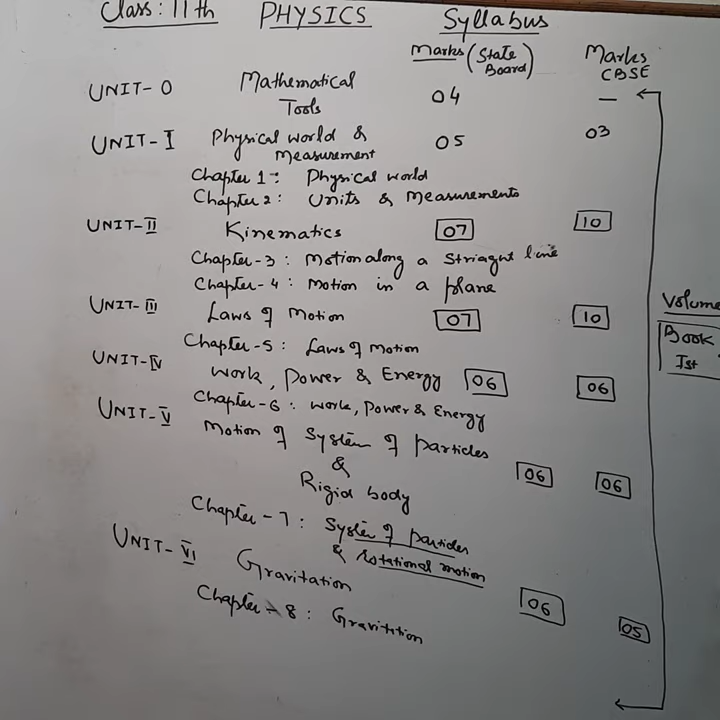 Class: 11th PHYSICS Syllabus
Marks (State Board) Marks CBSE
UNIT-0 Mathematical Tools 04 —
UNIT-I Physical world & Measurement 05 03
Chapter 1: Physical world
Chapter 2: Units & Measurements
UNIT-II Kinematics 07 10
Chapter-3: Motion along a Striagnt line
Chapter-4: Motion in a plane
UNIT-III Laws of Motion 07 10
Chapter-5: Laws of Motion
UNIT-IV Work, Power & Energy 06 06
Chapter-6: Work, Power & Energy
UNIT-V Motion of System of Particles & Rigid body 06 06
Chapter-7: System of Particles
& Rotational motion
UNIT-VI Gravitation 06 05
Chapter-8: Gravitation
Volume
Book
Ist